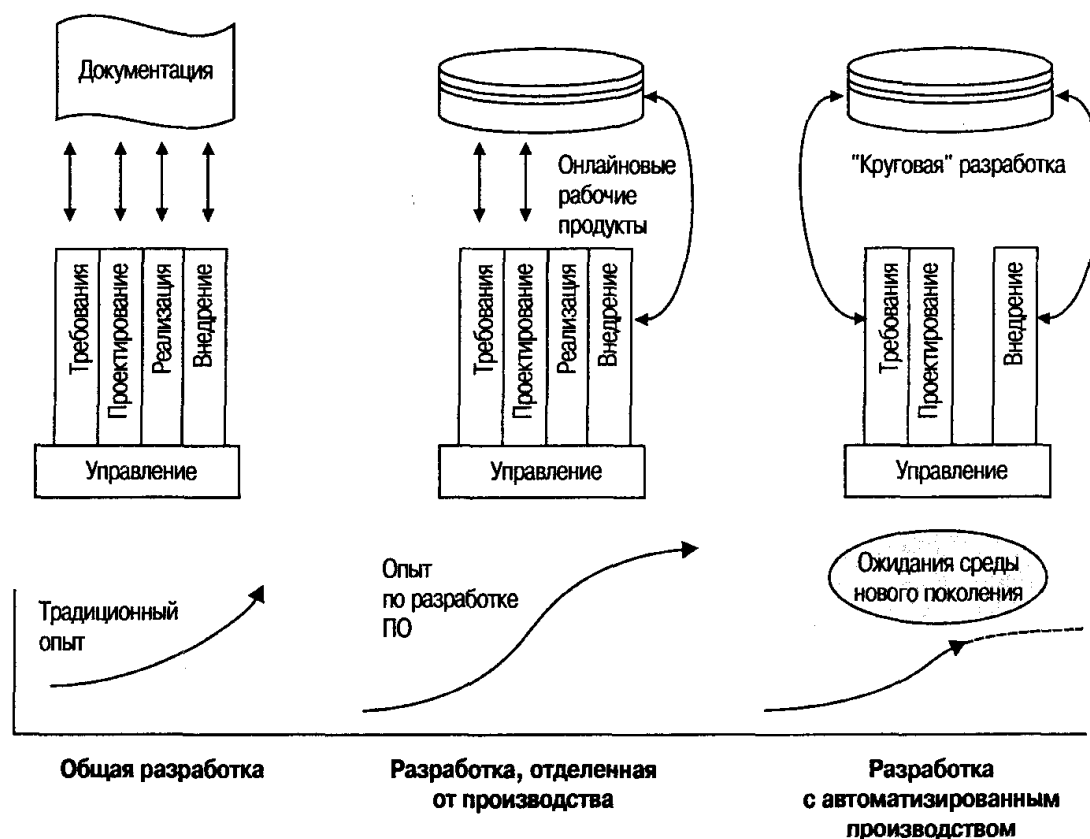 Документация
Онлайновые
рабочие
продукты
"Круговая" разработка
Требования
Проектирование
Реализация
Внедрение
Управление
Требования
Проектирование
Реализация
Внедрение
Управление
Требования
Проектирование
Внедрение
Управление
Традиционный
опыт
Опыт
по разработке
ПО
Ожидания среды
нового поколения
Общая разработка
Разработка, отделенная
от производства
Разработка
с автоматизированным
производством